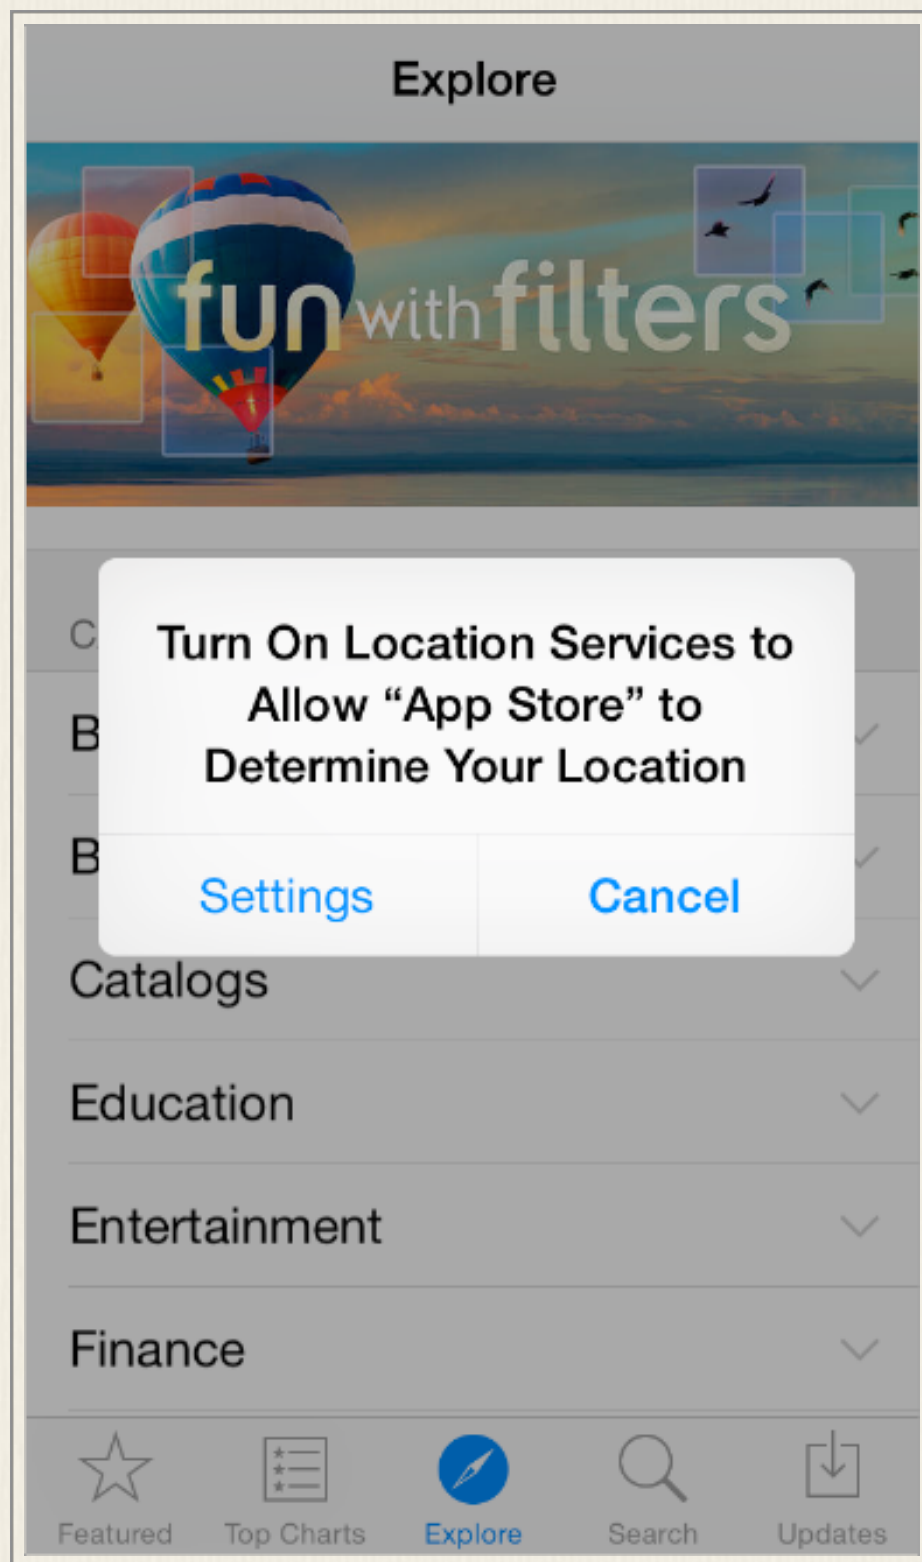 Explore
fun with filters
C
Turn On Location Services to
Allow “App Store” to
Determine Your Location
B
B
Settings
Cancel
Catalogs
Education
Entertainment
Finance
Featured
Top Charts
Explore
Search
Updates